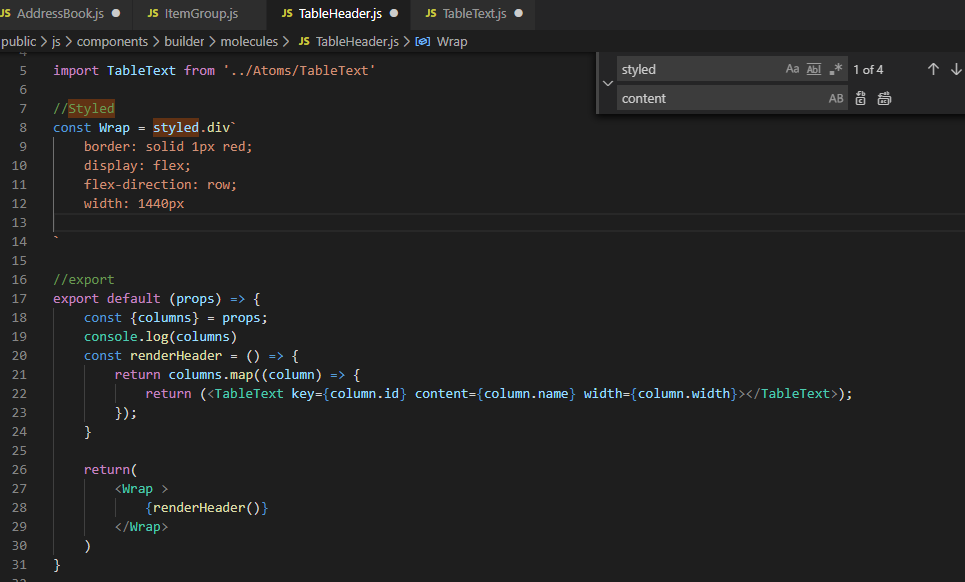 JS AddressBook.js ●
JS ItemGroup.js
JS TableHeader.js ●
JS TableText.js ●
public > js > components > builder > molecules > JS TableHeader.js > Wrap
styled Aa Abl .* 1 of 4
content AB
5 import TableText from '../Atoms/TableText'
6
7 //Styled
8 const Wrap = styled.div`
9 border: solid 1px red;
10 display: flex;
11 flex-direction: row;
12 width: 1440px
13
14 `
15
16 //export
17 export default (props) => {
18 const {columns} = props;
19 console.log(columns)
20 const renderHeader = () => {
21 return columns.map((column) => {
22 return (<TableText key={column.id} content={column.name} width={column.width}></TableText>);
23 });
24 }
25
26 return(
27 <Wrap >
28 {renderHeader()}
29 </Wrap>
30 )
31 }